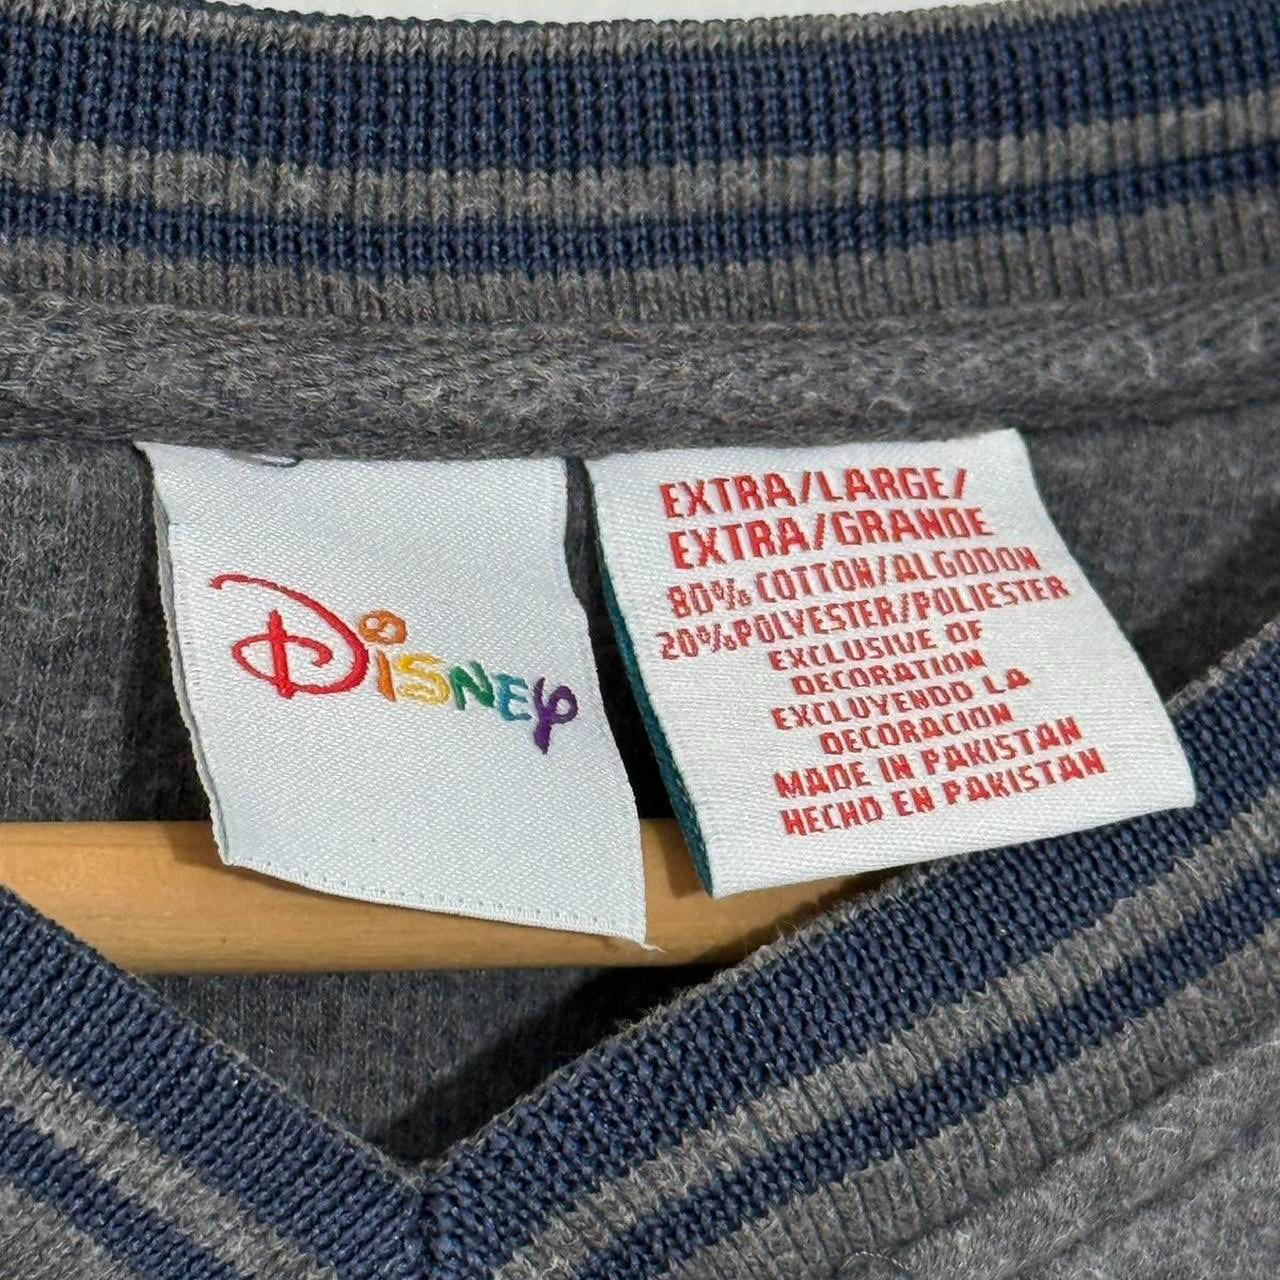 Disney
EXTRA/LARGE/
EXTRA/GRANDE
80% COTTON/ALGODON
20% POLYESTER/POLIESTER
EXCLUSIVE OF
DECORATION
EXCLUYENDO LA
DECORACION
MADE IN PAKISTAN
HECHO EN PAKISTAN